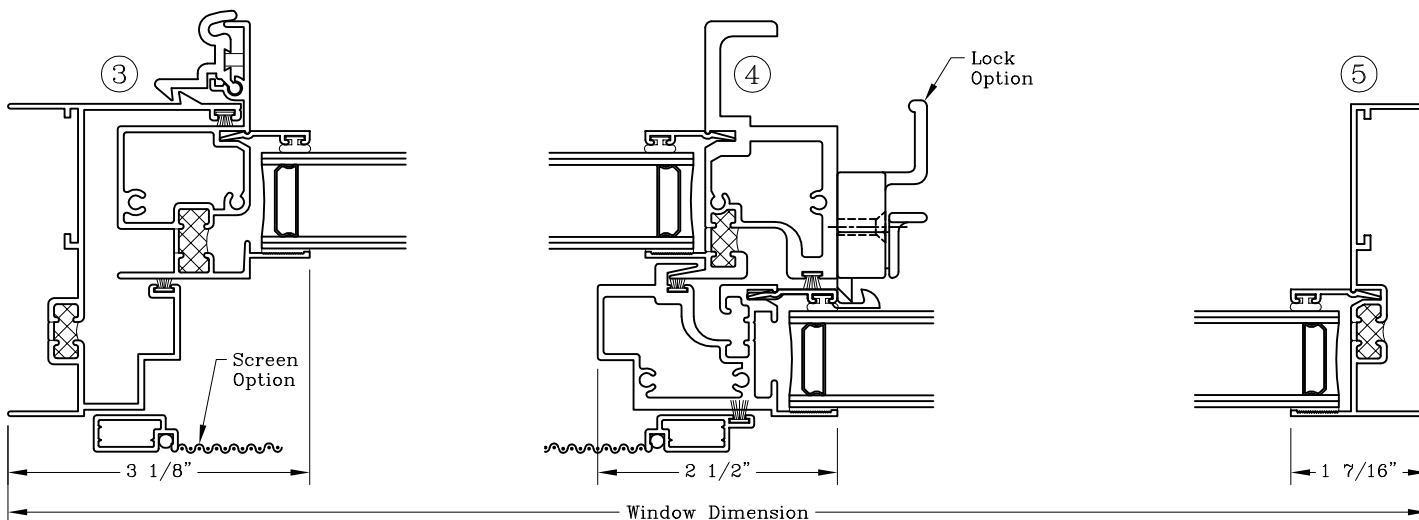 3
4
5
Lock
Option
Screen
Option
3 1/8”
2 1/2”
1 7/16”
Window Dimension